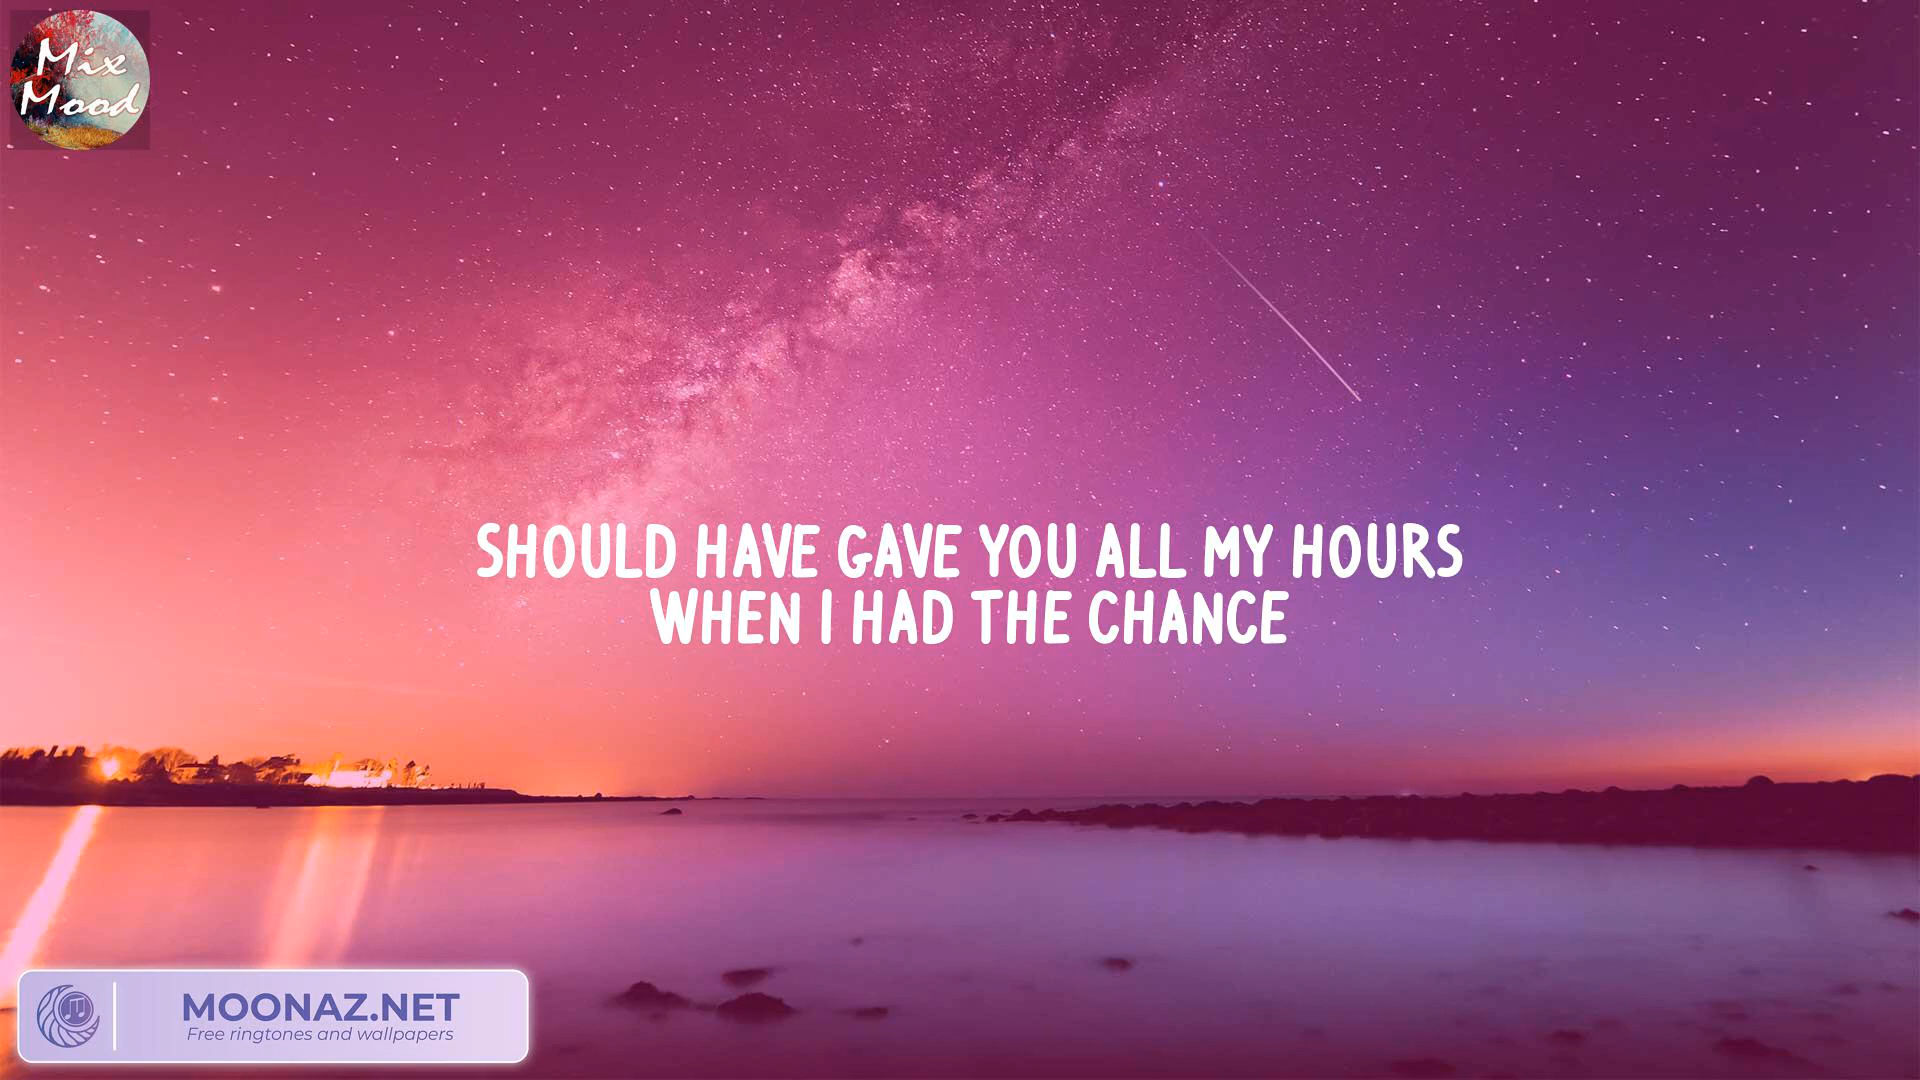 Mix
Mood
SHOULD HAVE GAVE YOU ALL MY HOURS
WHEN I HAD THE CHANCE
MOONAZ.NET
Free ringtones and wallpapers